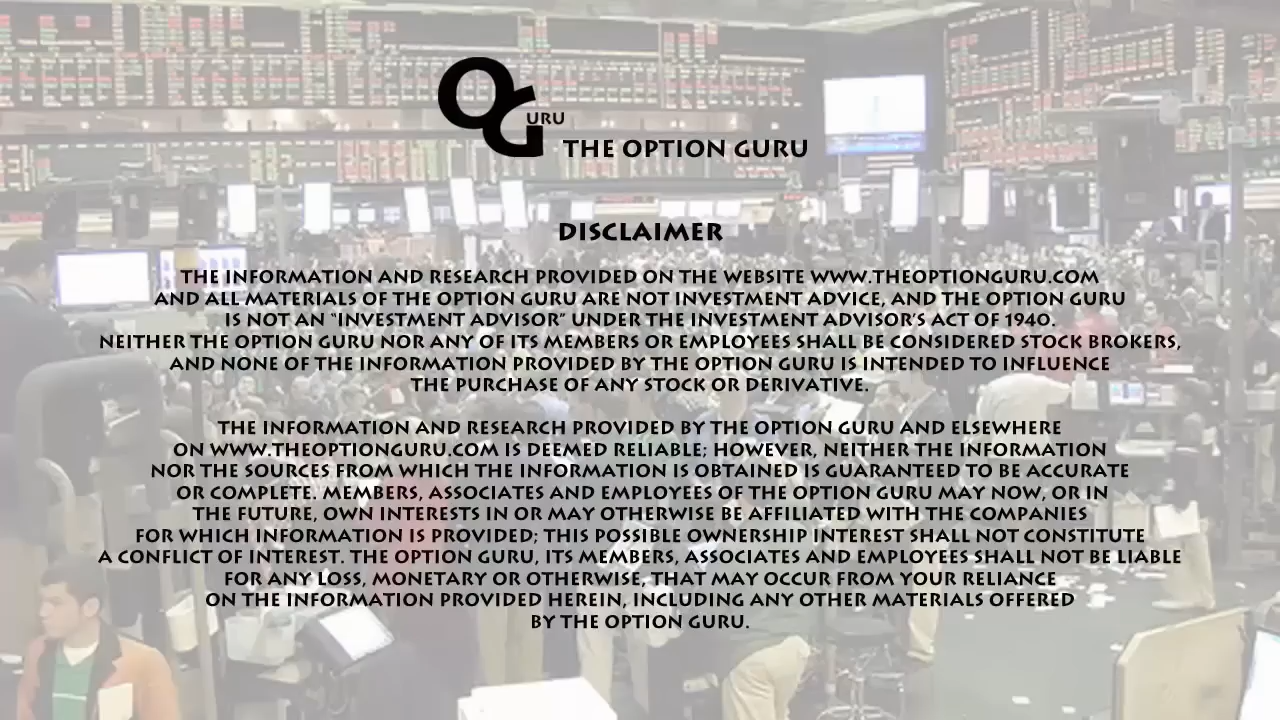 OG URU
THE OPTION GURU
DISCLAIMER
THE INFORMATION AND RESEARCH PROVIDED ON THE WEBSITE WWW.THEOPTIONGURU.COM
AND ALL MATERIALS OF THE OPTION GURU ARE NOT INVESTMENT ADVICE, AND THE OPTION GURU
IS NOT AN “INVESTMENT ADVISOR” UNDER THE INVESTMENT ADVISOR’S ACT OF 1940.
NEITHER THE OPTION GURU NOR ANY OF ITS MEMBERS OR EMPLOYEES SHALL BE CONSIDERED STOCK BROKERS,
AND NONE OF THE INFORMATION PROVIDED BY THE OPTION GURU IS INTENDED TO INFLUENCE
THE PURCHASE OF ANY STOCK OR DERIVATIVE.
THE INFORMATION AND RESEARCH PROVIDED BY THE OPTION GURU AND ELSEWHERE
ON WWW.THEOPTIONGURU.COM IS DEEMED RELIABLE; HOWEVER, NEITHER THE INFORMATION
NOR THE SOURCES FROM WHICH THE INFORMATION IS OBTAINED IS GUARANTEED TO BE ACCURATE
OR COMPLETE. MEMBERS, ASSOCIATES AND EMPLOYEES OF THE OPTION GURU MAY NOW, OR IN
THE FUTURE, OWN INTERESTS IN OR MAY OTHERWISE BE AFFILIATED WITH THE COMPANIES
FOR WHICH INFORMATION IS PROVIDED; THIS POSSIBLE OWNERSHIP INTEREST SHALL NOT CONSTITUTE
A CONFLICT OF INTEREST. THE OPTION GURU, ITS MEMBERS, ASSOCIATES AND EMPLOYEES SHALL NOT BE LIABLE
FOR ANY LOSS, MONETARY OR OTHERWISE, THAT MAY OCCUR FROM YOUR RELIANCE
ON THE INFORMATION PROVIDED HEREIN, INCLUDING ANY OTHER MATERIALS OFFERED
BY THE OPTION GURU.